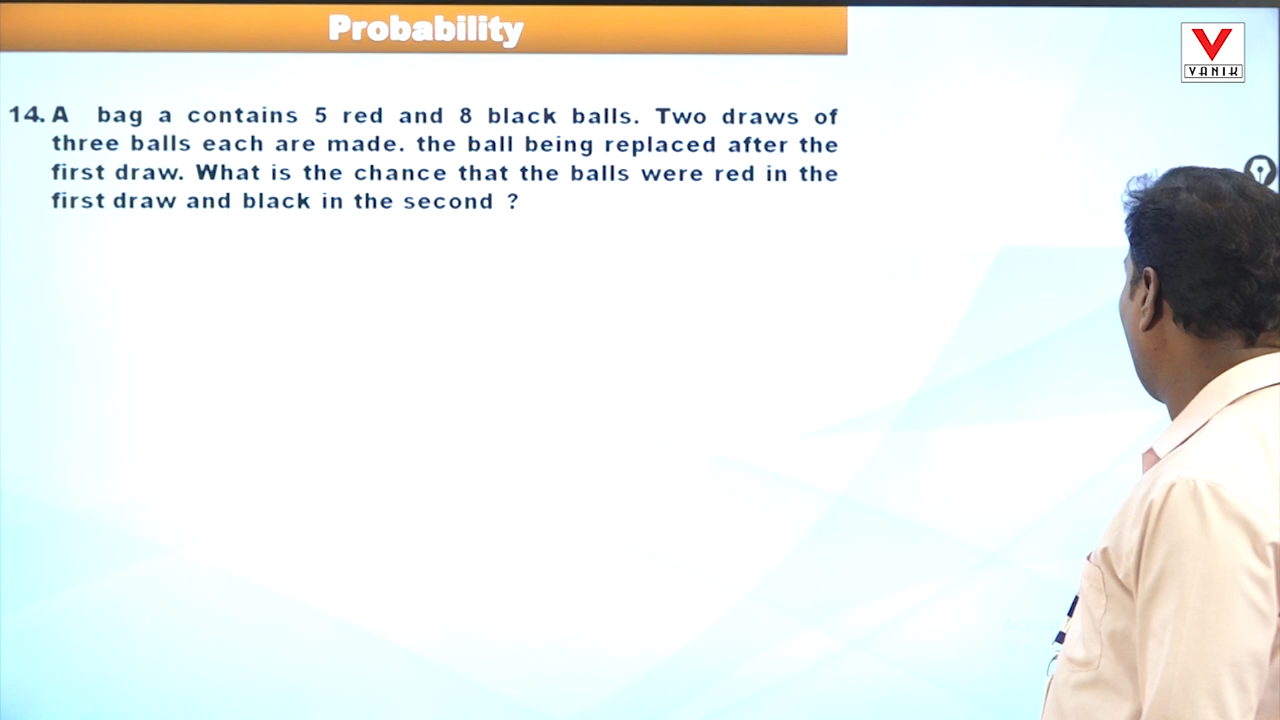 Probability
VANIK
14. A bag a contains 5 red and 8 black balls. Two draws of
three balls each are made. the ball being replaced after the
first draw. What is the chance that the balls were red in the
first draw and black in the second ?